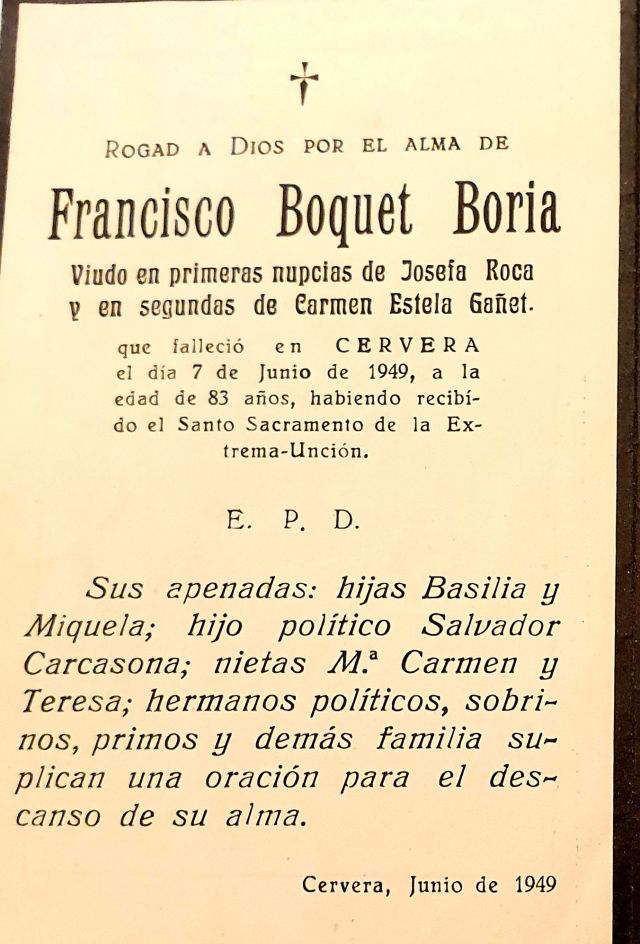 ROGAD A DIOS POR EL ALMA DE
Francisco Boquet Boria
Viudo en primeras nupcias de Josefa Roca
y en segundas de Carmen Estela Gañet.
que falleció en CERVERA
el día 7 de Junio de 1949, a la
edad de 83 años, habiendo recibí-
do el Santo Sacramento de la Ex-
trema-Unción.
E. P. D.
Sus apenadas: hijas Basilia y
Miquela; hijo político Salvador
Carcasona; nietas M.ª Carmen y
Teresa; hermanos políticos, sobri-
nos, primos y demás familia su-
plican una oración para el des-
canso de su alma.
Cervera, Junio de 1949